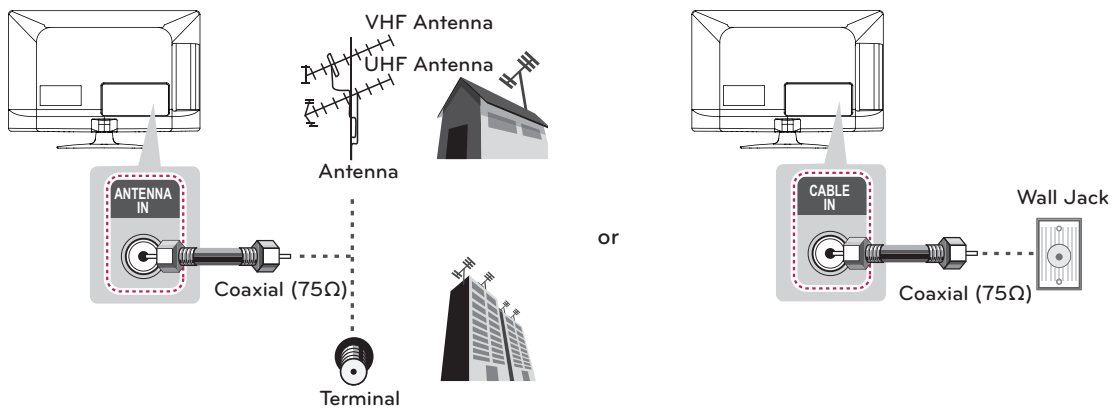 VHF Antenna
UHF Antenna
Antenna
ANTENNA
IN
Coaxial (75Ω)
Terminal
or
CABLE
IN
Wall Jack
Coaxial (75Ω)